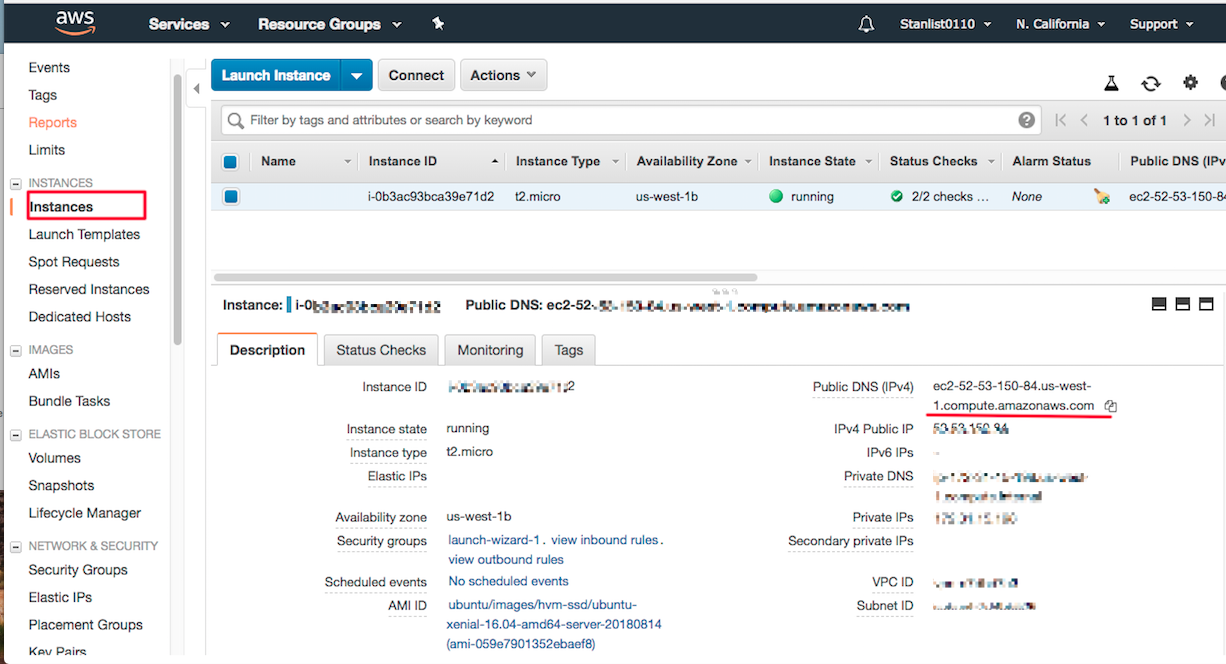 aws Services Resource Groups Stanlist0110 N. California Support
Events
Tags
Reports
Limits
INSTANCES
Instances
Launch Templates
Spot Requests
Reserved Instances
Dedicated Hosts
IMAGES
AMIs
Bundle Tasks
ELASTIC BLOCK STORE
Volumes
Snapshots
Lifecycle Manager
NETWORK & SECURITY
Security Groups
Elastic IPs
Placement Groups
Key Pairs
Launch Instance Connect Actions
Filter by tags and attributes or search by keyword 1 to 1 of 1
Name Instance ID Instance Type Availability Zone Instance State Status Checks Alarm Status Public DNS (IPv
i-0b3ac93bca39e71d2 t2.micro us-west-1b running 2/2 checks ... None ec2-52-53-150-84
Instance: i-0 Public DNS: ec2-52-
Description Status Checks Monitoring Tags
Instance ID
Instance state running
Instance type t2.micro
Elastic IPs
Availability zone us-west-1b
Security groups launch-wizard-1. view inbound rules.
view outbound rules
Scheduled events No scheduled events
AMI ID ubuntu/images/hvm-ssd/ubuntu-
xenial-16.04-amd64-server-20180814
(ami-059e7901352ebaef8)
Public DNS (IPv4) ec2-52-53-150-84.us-west-
1.compute.amazonaws.com
IPv4 Public IP
IPv6 IPs -
Private DNS
Private IPs
Secondary private IPs
VPC ID
Subnet ID